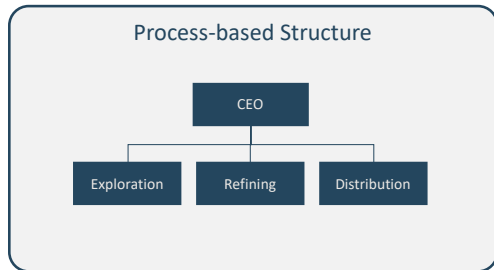 Process-based Structure
CEO
Exploration
Refining
Distribution